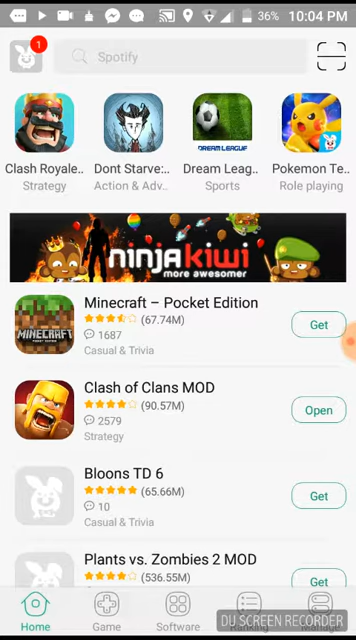 36% 10:04 PM
1
Spotify
Clash Royale..
Strategy
Dont Starve:..
Action & Adv..
DREAM LEAGUE
Dream Leag..
Sports
Pokemon Te..
Role playing
ninjakiwi
more awesomer
MINECRAFT
Minecraft – Pocket Edition
(67.74M)
1687
Casual & Trivia
Get
Clash of Clans MOD
(90.57M)
2579
Strategy
Open
Bloons TD 6
(65.66M)
10
Casual & Trivia
Get
Plants vs. Zombies 2 MOD
(536.55M)
Get
Home
Game
Software
DU SCREEN RECORDER